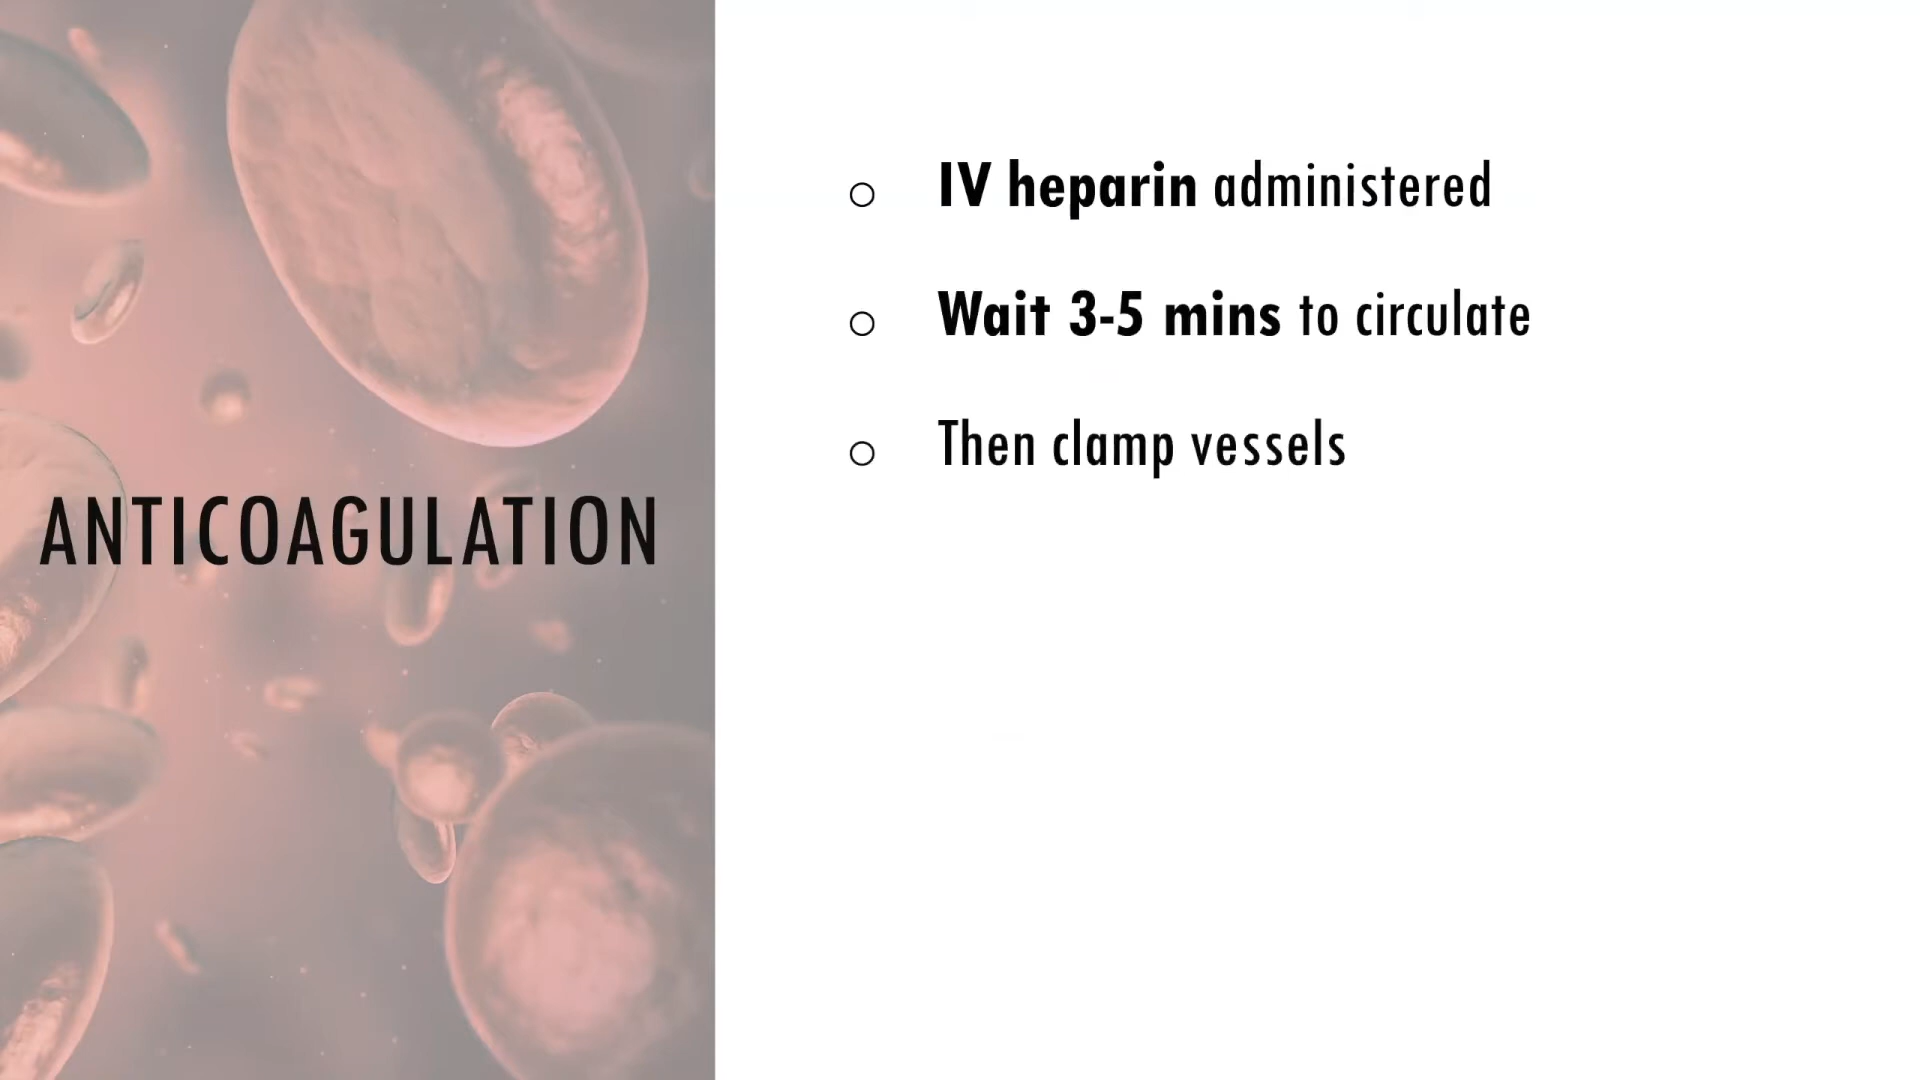 ANTICOAGULATION
IV heparin administered
Wait 3-5 mins to circulate
Then clamp vessels